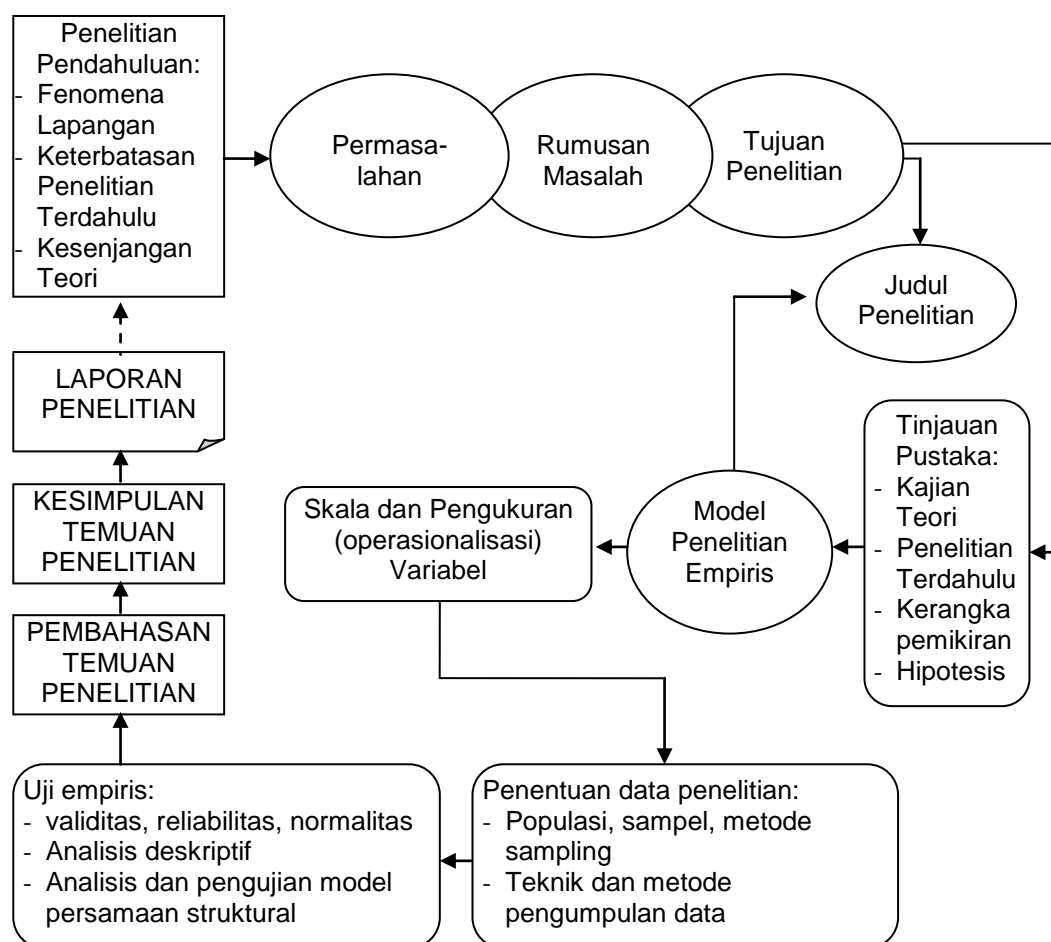 Penelitian
Pendahuluan:
- Fenomena
Lapangan
- Keterbatasan
Penelitian
Terdahulu
- Kesenjangan
Teori
Permasa-
lahan
Rumusan
Masalah
Tujuan
Penelitian
Judul
Penelitian
Tinjauan
Pustaka:
- Kajian
Teori
- Penelitian
Terdahulu
- Kerangka
pemikiran
- Hipotesis
Model
Penelitian
Empiris
Skala dan Pengukuran
(operasionalisasi)
Variabel
Penentuan data penelitian:
- Populasi, sampel, metode
sampling
- Teknik dan metode
pengumpulan data
Uji empiris:
- validitas, reliabilitas, normalitas
- Analisis deskriptif
- Analisis dan pengujian model
persamaan struktural
PEMBAHASAN
TEMUAN
PENELITIAN
KESIMPULAN
TEMUAN
PENELITIAN
LAPORAN
PENELITIAN